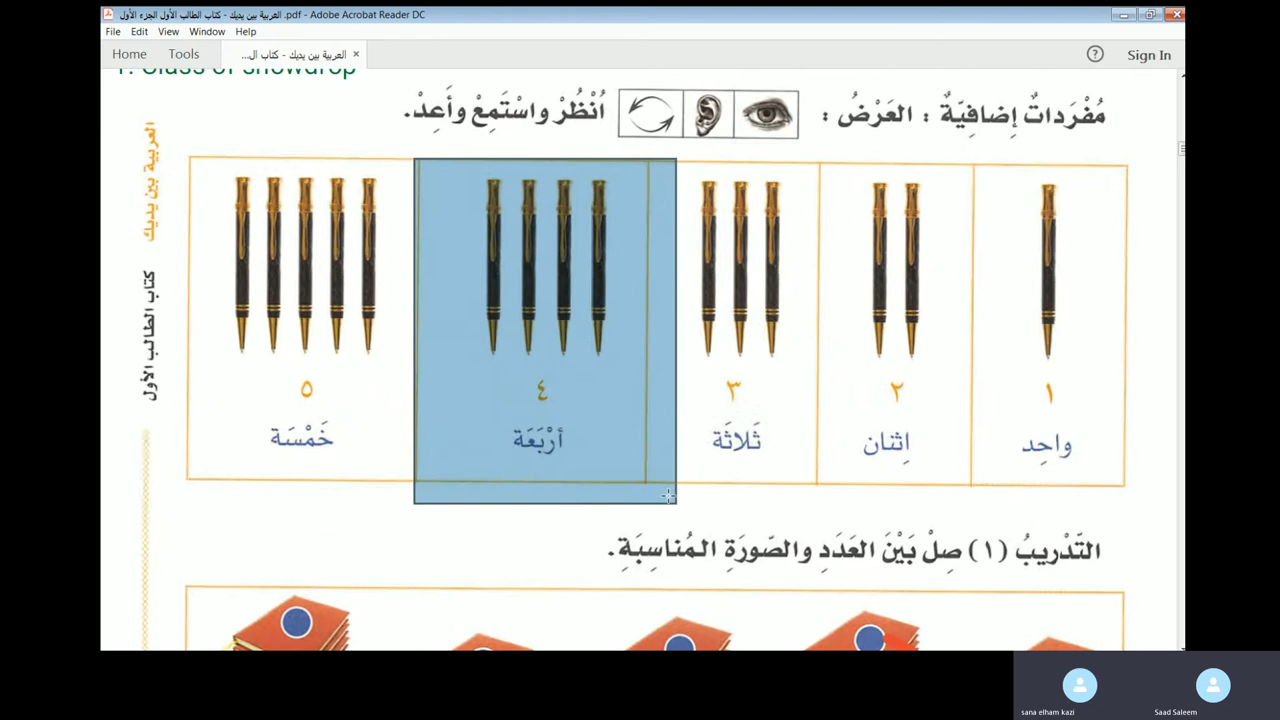 العربية بين يديك - كتاب الطالب الأول الجزء الأول.pdf - Adobe Acrobat Reader DC
File Edit View Window Help
Home Tools العربية بين يديك - كتاب ال... × ? Sign In
1. Class of snowdrop
مُفْرَداتٌ إضافِيّةٌ : العَرْضُ : اُنْظُرْ واسْتَمِعْ وأَعِدْ.
١ ٢ ٣ ٤ ٥
واحِد اِثنان ثَلاثَة أرْبَعَة خَمْسَة
التّدْريبُ (١) صِلْ بَيْنَ العَدَدِ والصّورَةِ المُناسِبَةِ.
العربية بين يديك
كتاب الطالب الأول
sana elham kazi
Saad Saleem